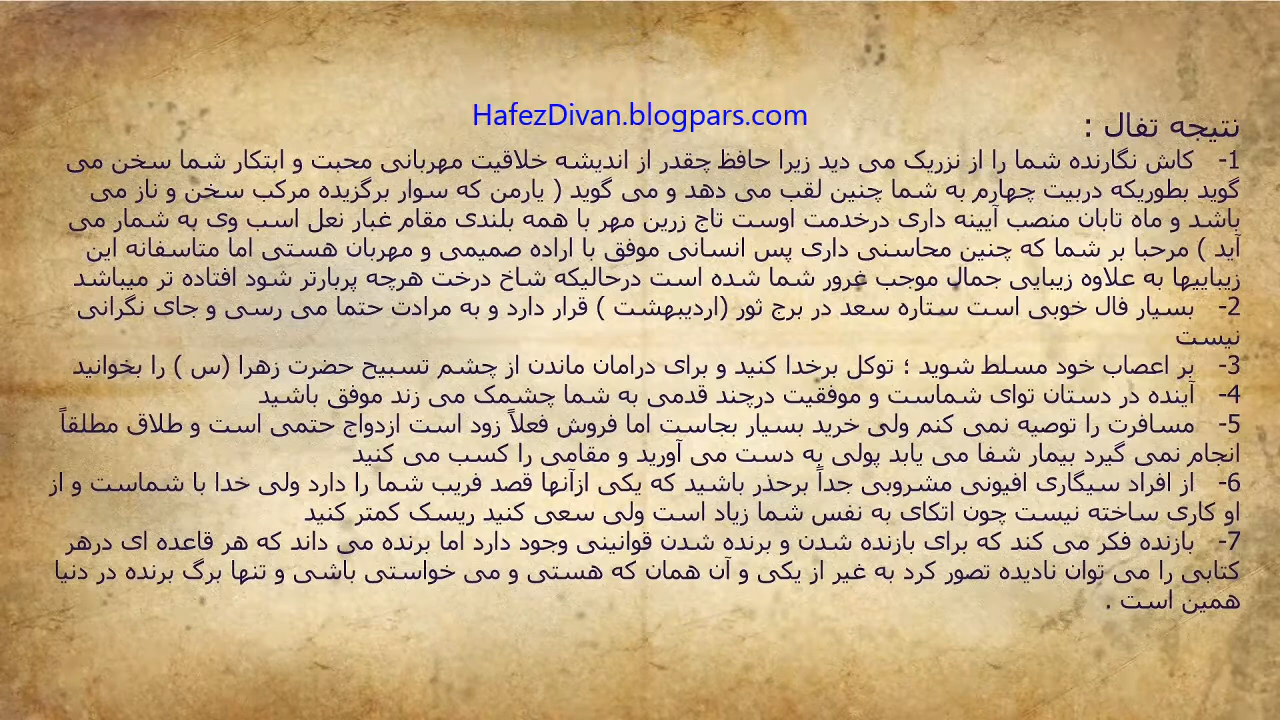 HafezDivan.blogpars.com
نتیجه تفال :
1- کاش نگارنده شما را از نزریک می دید زیرا حافظ چقدر از اندیشه خلاقیت مهربانی محبت و ابتکار شما سخن می
گوید بطوریکه دربیت چهارم به شما چنین لقب می دهد و می گوید ( یارمن که سوار برگزیده مرکب سخن و ناز می
باشد و ماه تابان منصب آیینه داری درخدمت اوست تاج زرین مهر با همه بلندی مقام غبار نعل اسب وی به شمار می
آید ) مرحبا بر شما که چنین محاسنی داری پس انسانی موفق با اراده صمیمی و مهربان هستی اما متاسفانه این
زیباییها به علاوه زیبایی جمال موجب غرور شما شده است درحالیکه شاخ درخت هرچه پربارتر شود افتاده تر میباشد
2- بسیار فال خوبی است ستاره سعد در برج ثور (اردیبهشت ) قرار دارد و به مرادت حتما می رسی و جای نگرانی
نیست
3- بر اعصاب خود مسلط شوید ؛ توکل برخدا کنید و برای درامان ماندن از چشم تسبیح حضرت زهرا (س ) را بخوانید
4- آینده در دستان توای شماست و موفقیت درچند قدمی به شما چشمک می زند موفق باشید
5- مسافرت را توصیه نمی کنم ولی خرید بسیار بجاست اما فروش فعلاً زود است ازدواج حتمی است و طلاق مطلقاً
انجام نمی گیرد بیمار شفا می یابد پولی به دست می آورید و مقامی را کسب می کنید
6- از افراد سیگاری افیونی مشروبی جداً برحذر باشید که یکی ازآنها قصد فریب شما را دارد ولی خدا با شماست و از
او کاری ساخته نیست چون اتکای به نفس شما زیاد است ولی سعی کنید ریسک کمتر کنید
7- بازنده فکر می کند که برای بازنده شدن و برنده شدن قوانینی وجود دارد اما برنده می داند که هر قاعده ای درهر
کتابی را می توان نادیده تصور کرد به غیر از یکی و آن همان که هستی و می خواستی باشی و تنها برگ برنده در دنیا
همین است .